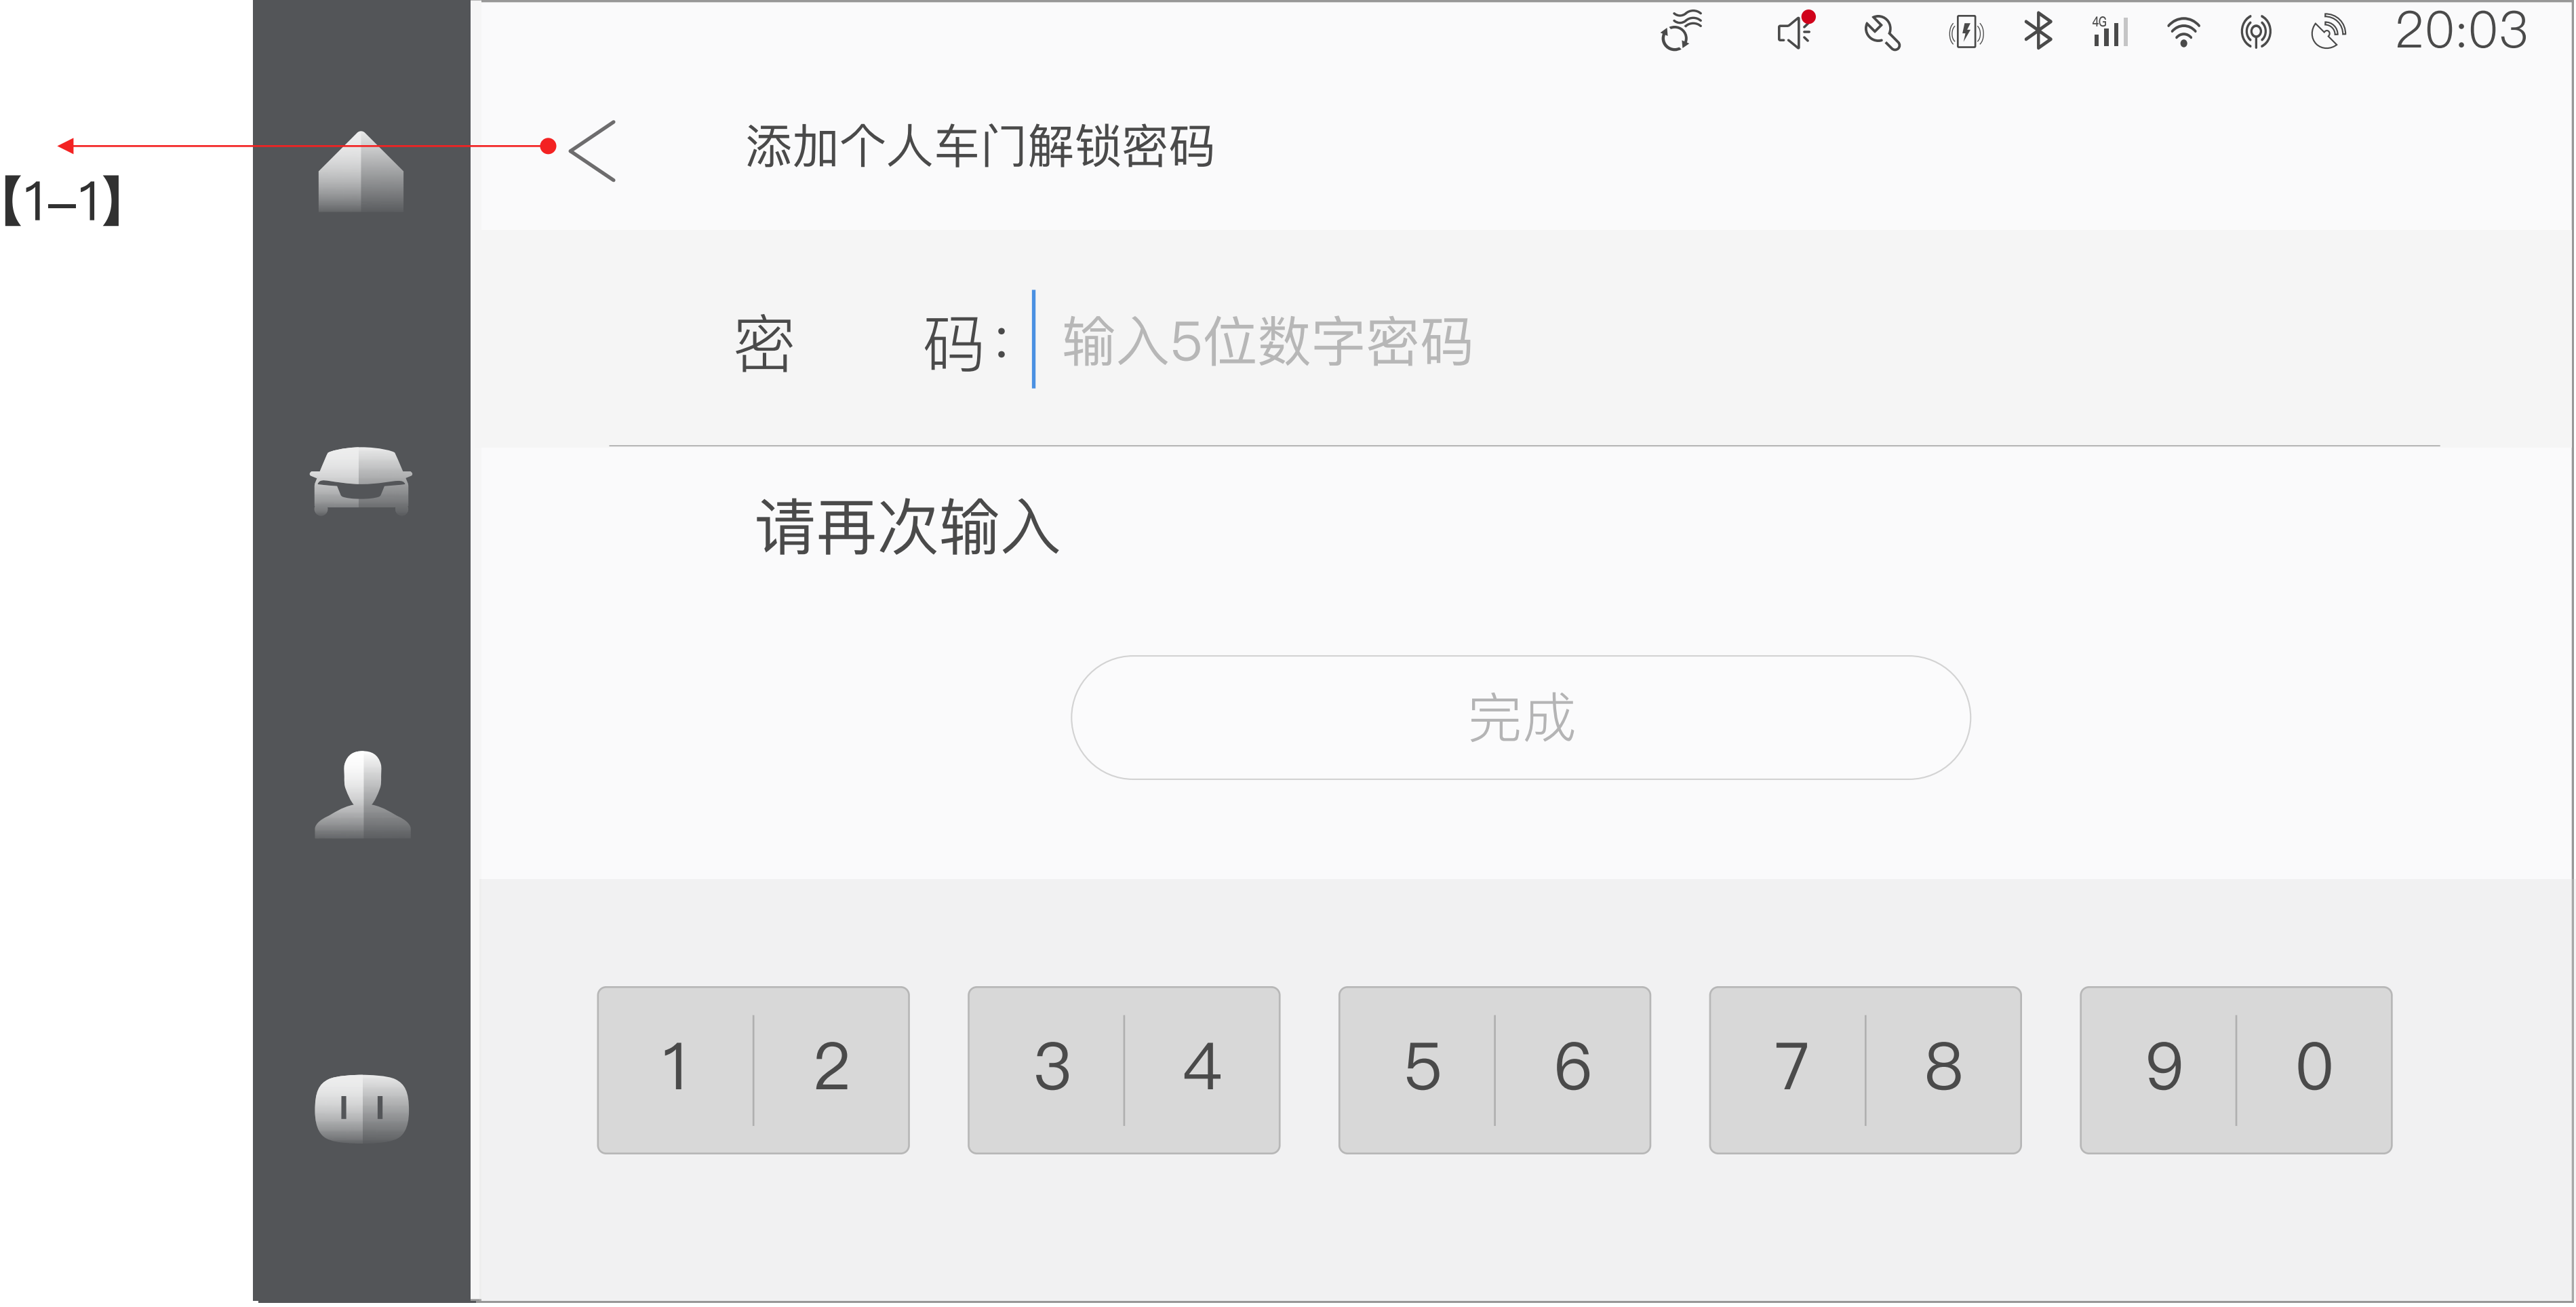 4G
20:03
添加个人车门解锁密码
【1-1】
密 码： 输入5位数字密码
请再次输入
完成
1 2 3 4 5 6 7 8 9 0